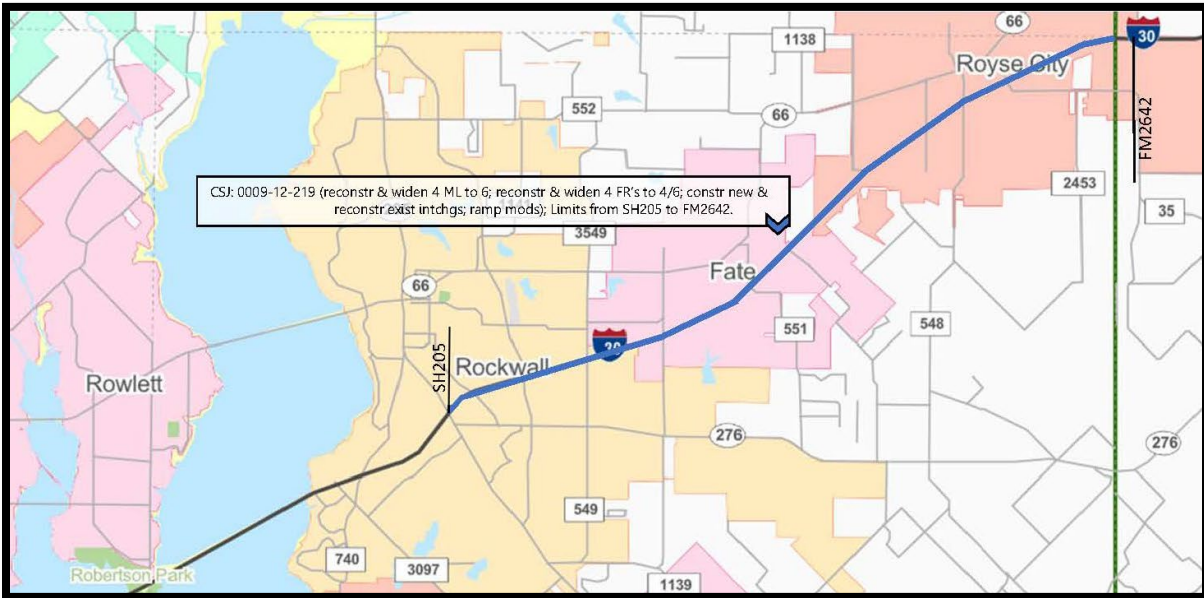 66
30
1138
Royse City
552
66
FM2642
CSJ: 0009-12-219 (reconstr & widen 4 ML to 6; reconstr & widen 4 FR's to 4/6; constr new &
reconstr exist intchgs; ramp mods); Limits from SH205 to FM2642.
2453
35
3549
Fate
66
551
548
SH205
Rockwall
30
Rowlett
276
276
549
740
3097
Robertson Park
1139